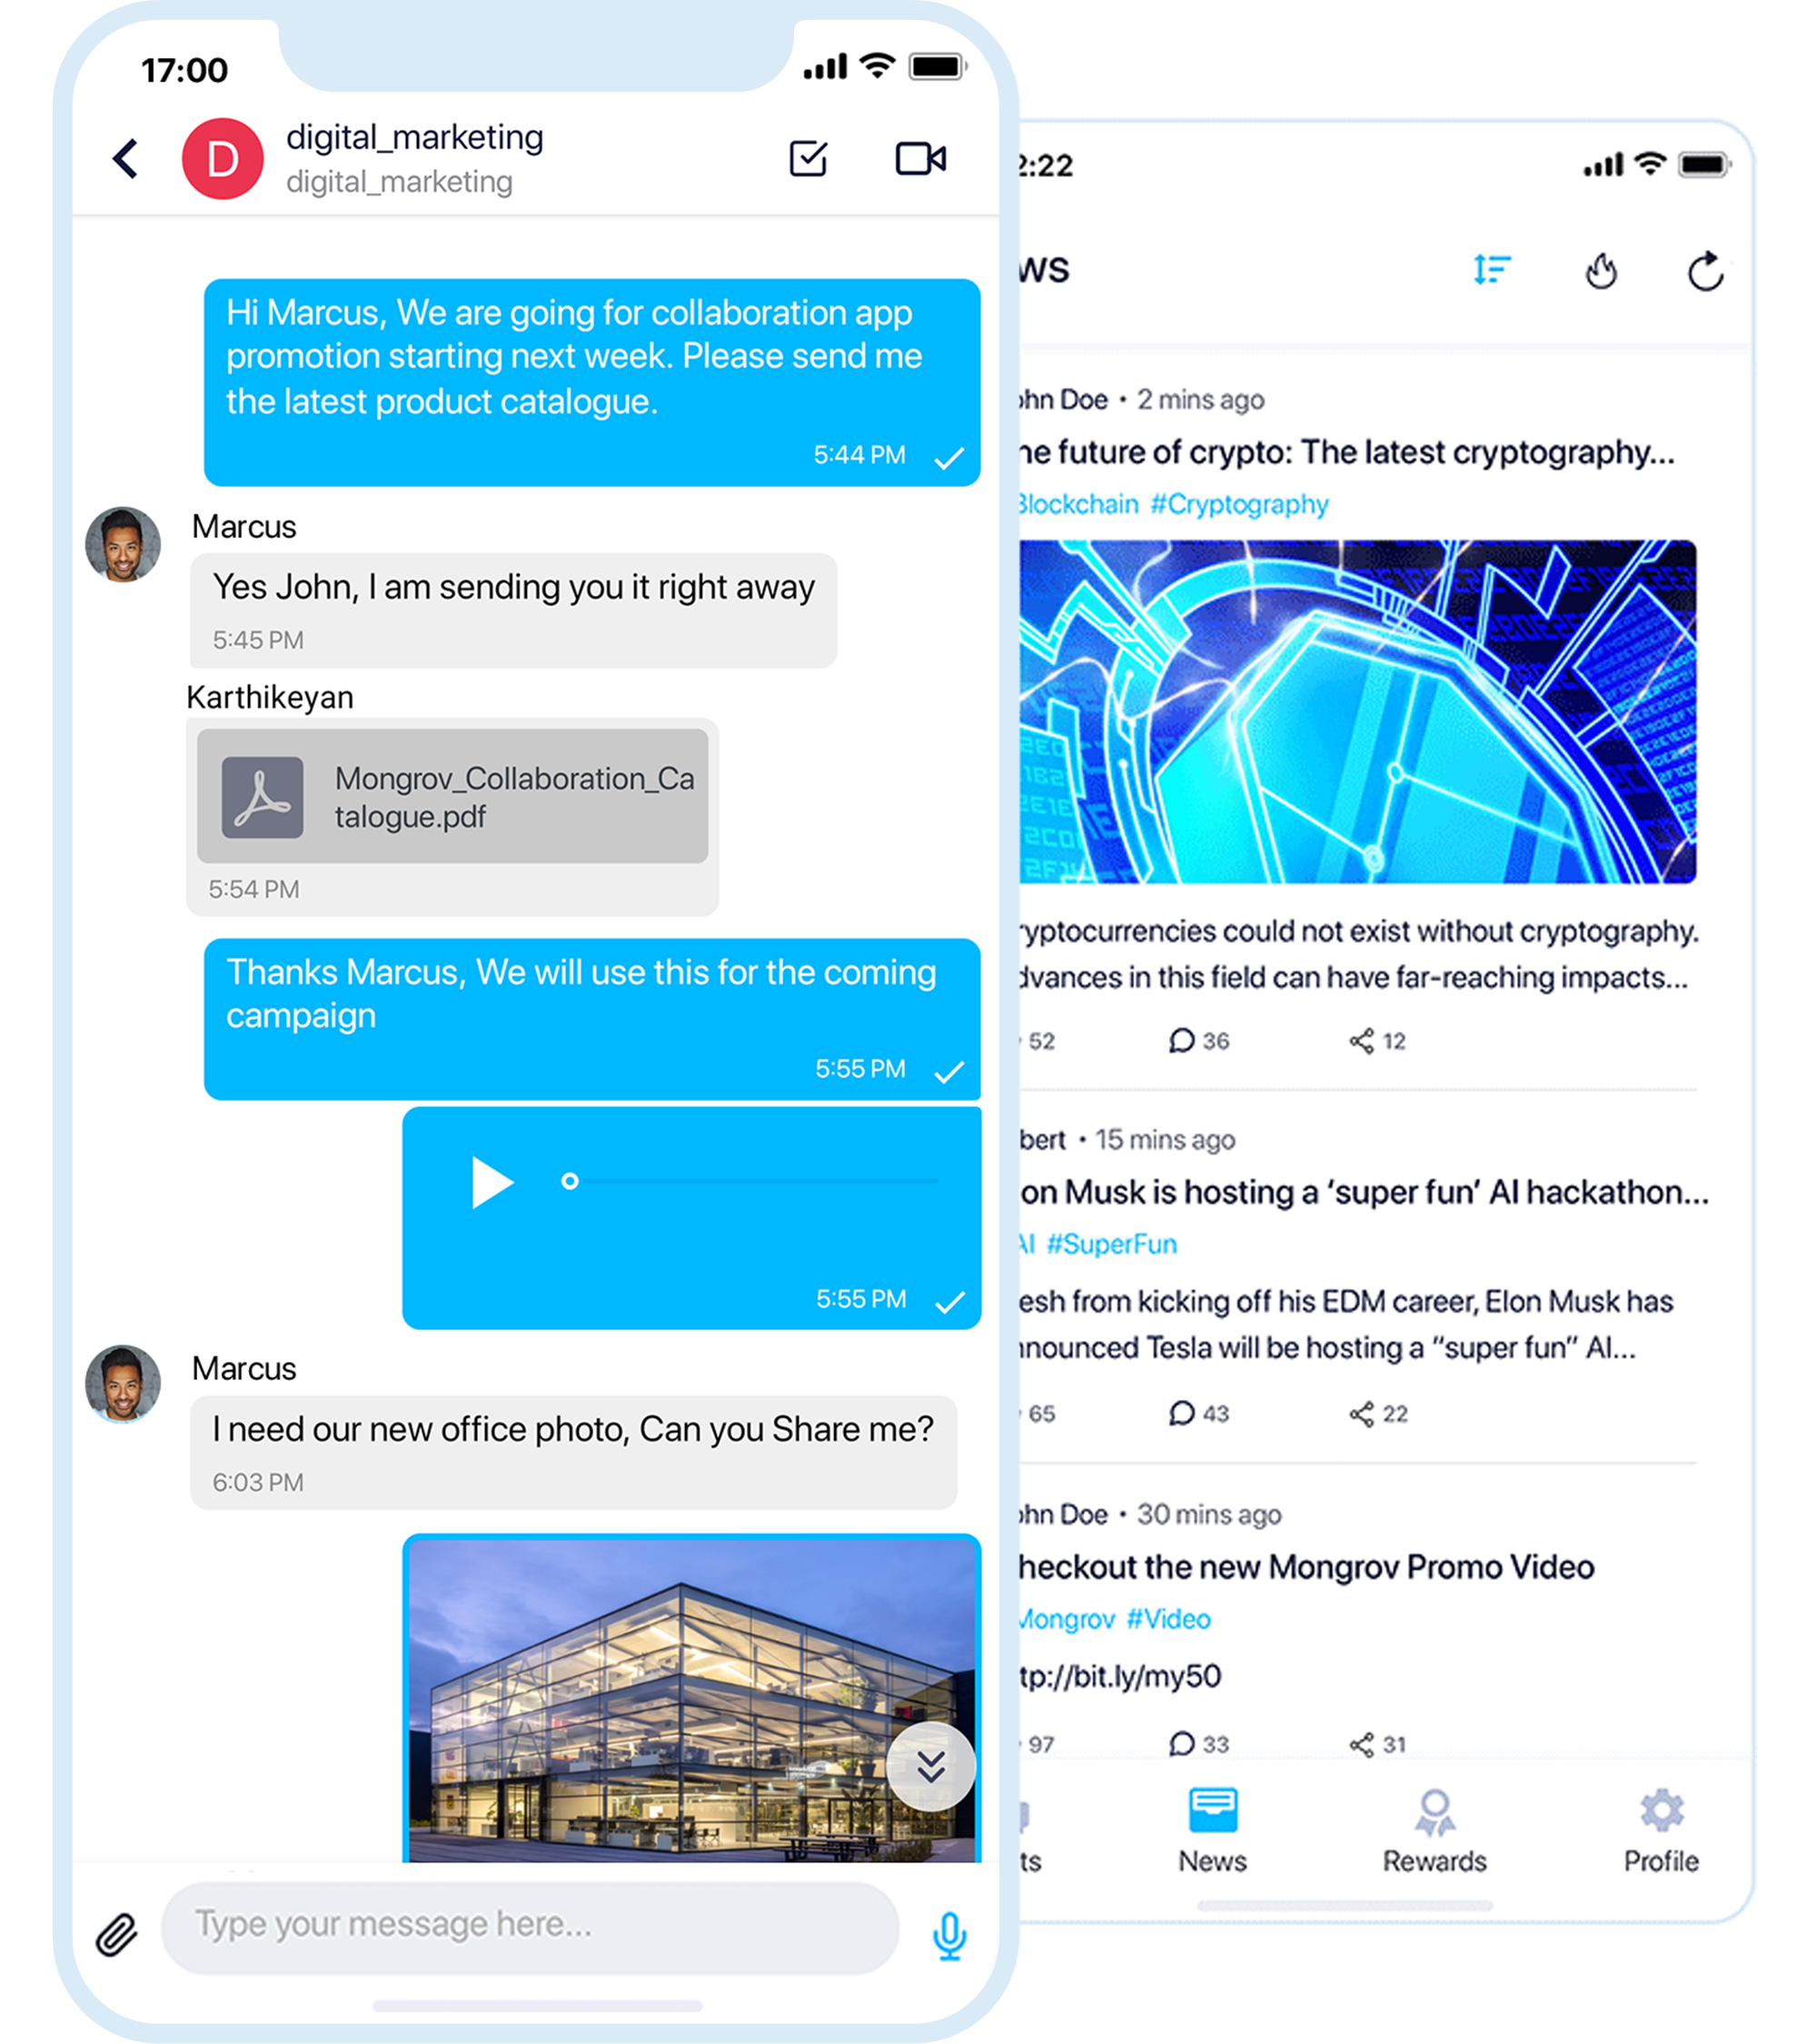 17:00
D
digital_marketing
digital_marketing
Hi Marcus, We are going for collaboration app
promotion starting next week. Please send me
the latest product catalogue.
5:44 PM
Marcus
Yes John, I am sending you it right away
5:45 PM
Karthikeyan
Mongrov_Collaboration_Ca
talogue.pdf
5:54 PM
Thanks Marcus, We will use this for the coming
campaign
5:55 PM
5:55 PM
Marcus
I need our new office photo, Can you Share me?
6:03 PM
Type your message here...
2:22
ws
ohn Doe • 2 mins ago
he future of crypto: The latest cryptography...
Blockchain #Cryptography
ryptocurrencies could not exist without cryptography.
dvances in this field can have far-reaching impacts...
52 36 12
bert • 15 mins ago
on Musk is hosting a ‘super fun’ AI hackathon...
AI #SuperFun
esh from kicking off his EDM career, Elon Musk has
nnounced Tesla will be hosting a “super fun” AI...
65 43 22
ohn Doe • 30 mins ago
heckout the new Mongrov Promo Video
Mongrov #Video
tp://bit.ly/my50
97 33 31
ts News Rewards Profile